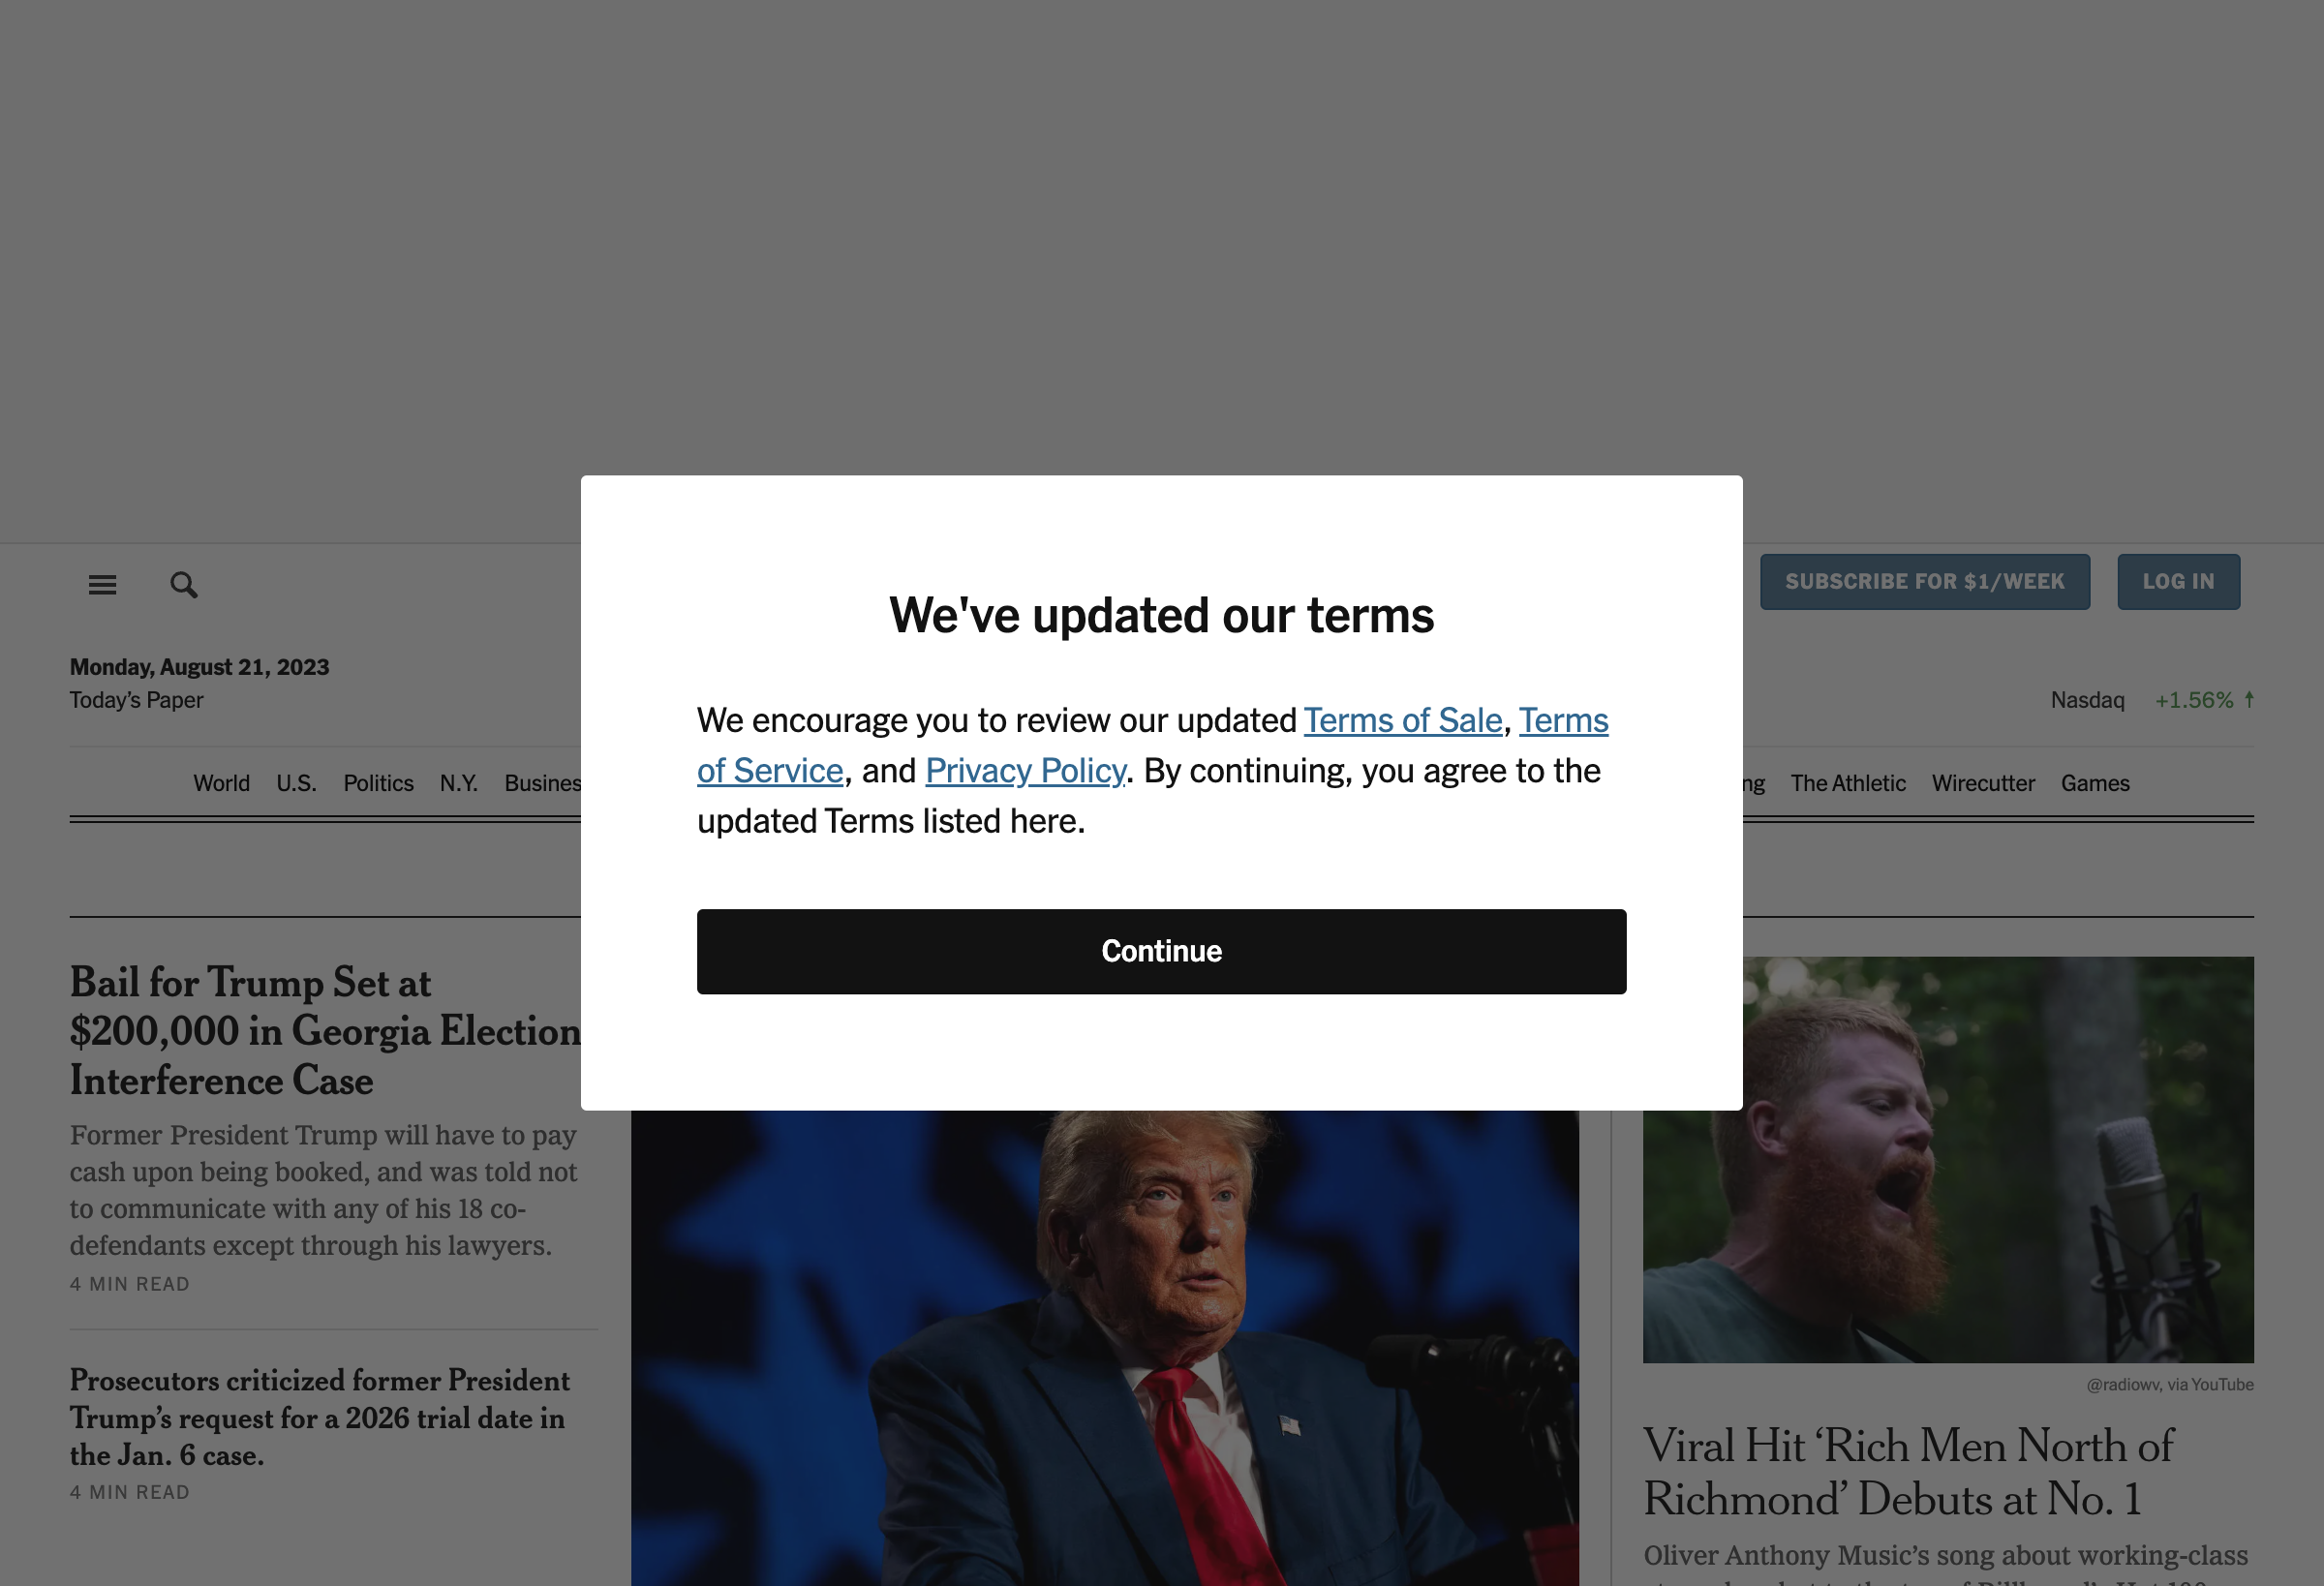 SUBSCRIBE FOR $1/WEEK
LOG IN
Monday, August 21, 2023
Today’s Paper
Nasdaq +1.56% ↑
World U.S. Politics N.Y.
The Athletic Wirecutter Games
We've updated our terms
We encourage you to review our updated Terms of Sale, Terms
of Service, and Privacy Policy. By continuing, you agree to the
updated Terms listed here.
Continue
Bail for Trump Set at
$200,000 in Georgia Election
Interference Case
Former President Trump will have to pay
cash upon being booked, and was told not
to communicate with any of his 18 co-
defendants except through his lawyers.
4 MIN READ
Prosecutors criticized former President
Trump’s request for a 2026 trial date in
the Jan. 6 case.
4 MIN READ
@radiowv, via YouTube
Viral Hit ‘Rich Men North of
Richmond’ Debuts at No. 1
Oliver Anthony Music’s song about working-class